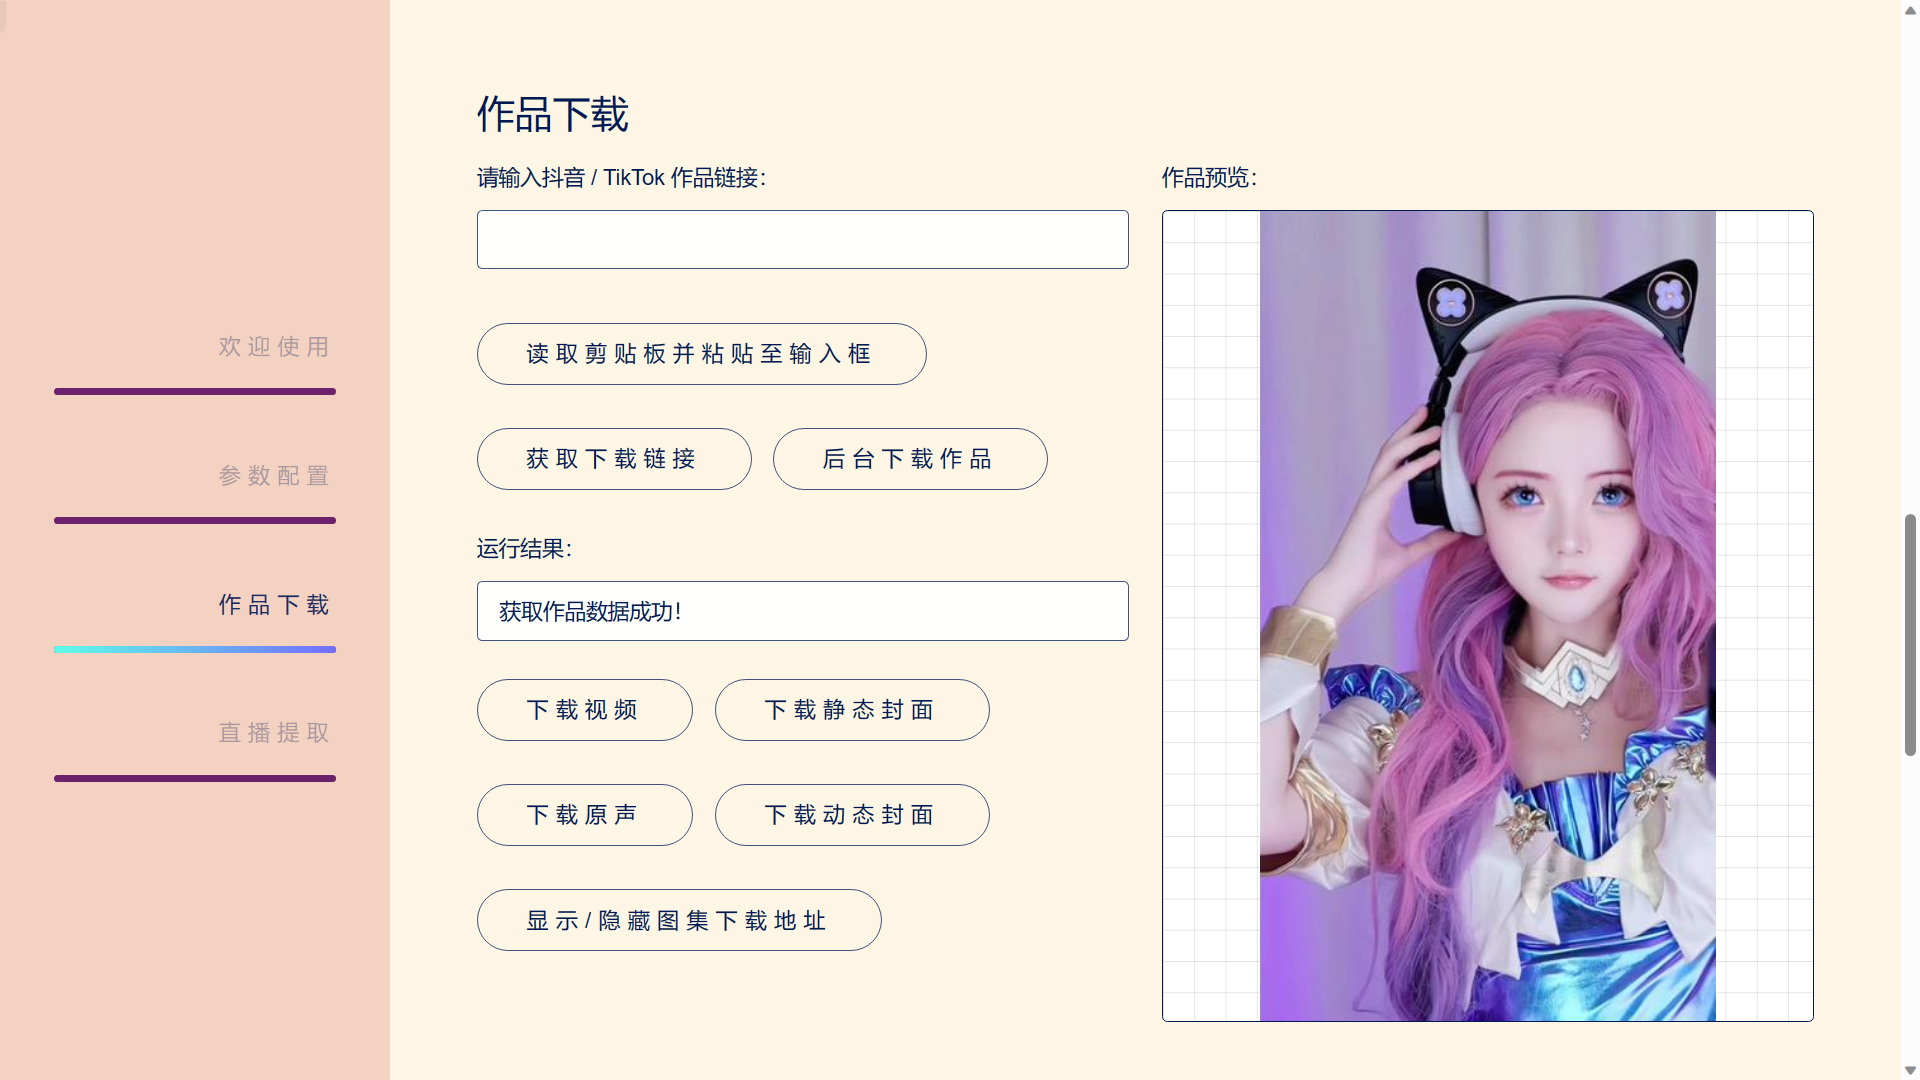 欢迎使用
参数配置
作品下载
直播提取
作品下载
请输入抖音 / TikTok 作品链接：
读取剪贴板并粘贴至输入框
获取下载链接
后台下载作品
运行结果：
获取作品数据成功！
下载视频
下载静态封面
下载原声
下载动态封面
显示/隐藏图集下载地址
作品预览：